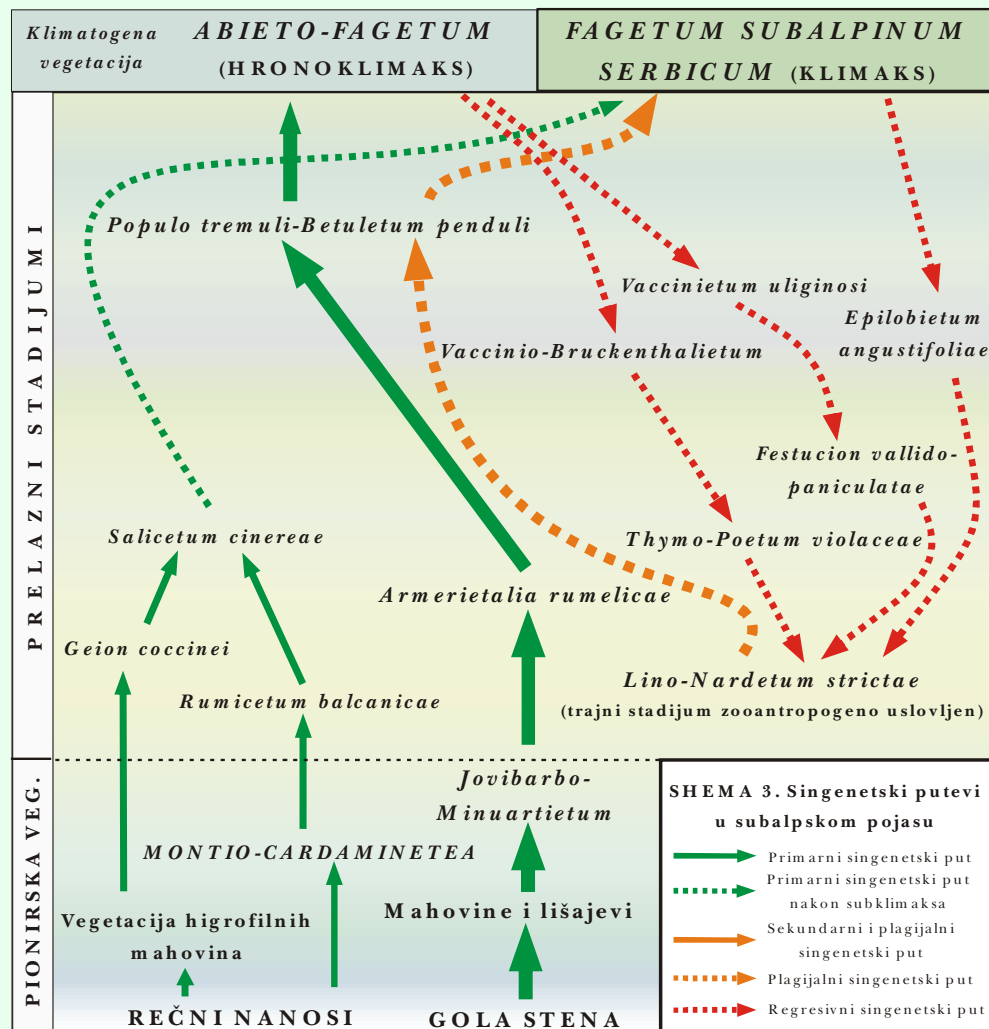 Klimatogena
vegetacija
ABIETO-FAGETUM
(HRONOKLIMAKS)
FAGETUM SUBALPINUM
SERBICUM (KLIMAKS)
PRELAZNI STADIJUMI
Populo tremuli-Betuletum penduli
Vaccinietum uliginosi
Epilobietum
angustifoliae
Vaccinio-Bruckenthalietum
Festucion vallido-
paniculatae
Salicetum cinereae
Thymo-Poetum violaceae
Armerietalia rumelicae
Geion coccinei
Rumicetum balcanicae
Lino-Nardetum strictae
(trajni stadijum zooantropogeno uslovljen)
PIONIRSKA VEG.
Jovibarbo-
Minuartietum
MONTIO-CARDAMINETEA
Vegetacija higrofilnih
mahovina
Mahovine i lišajevi
REČNI NANOSI
GOLA STENA
SHEMA 3. Singenetski putevi
u subalpskom pojasu
Primarni singenetski put
Primarni singenetski put
nakon subklimaksa
Sekundarni i plagijalni
singenetski put
Plagijalni singenetski put
Regresivni singenetski put